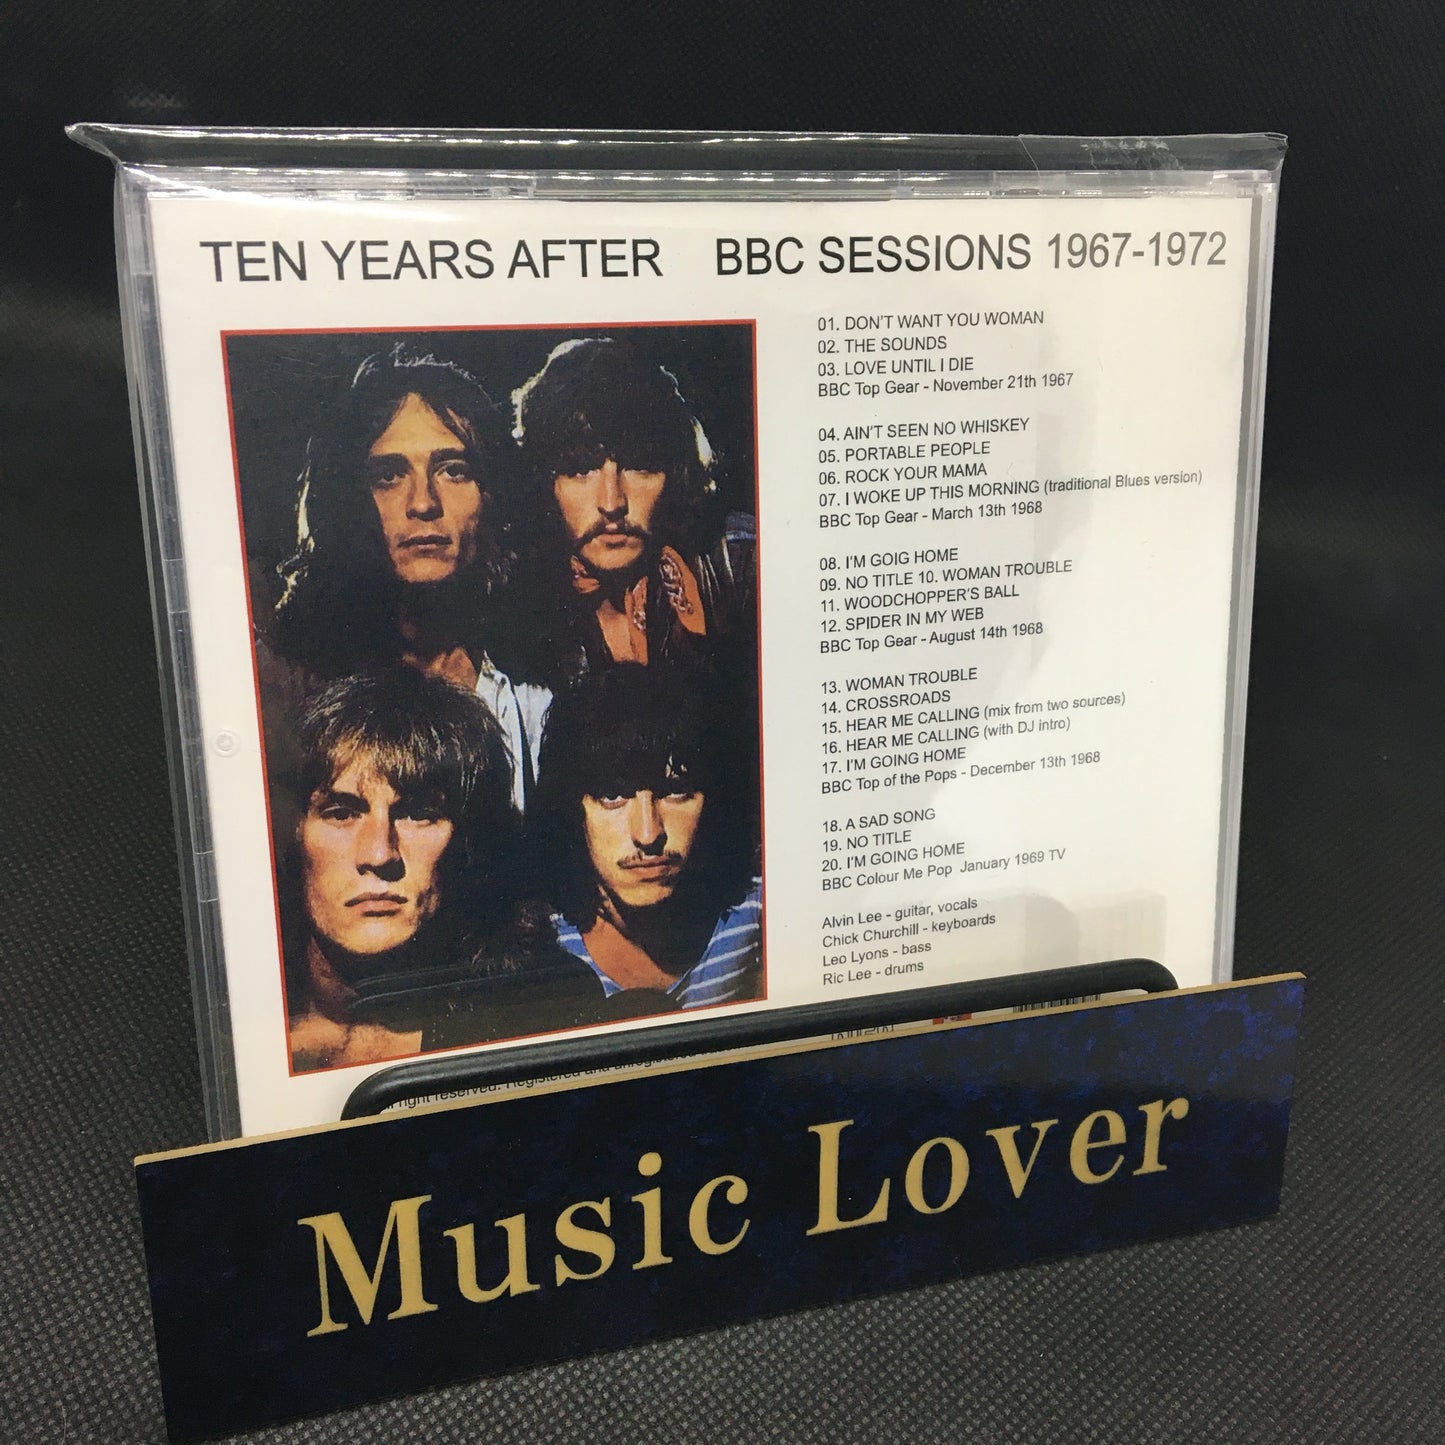 TEN YEARS AFTER BBC SESSIONS 1967-1972
01. DON'T WANT YOU WOMAN
02. THE SOUNDS
03. LOVE UNTIL I DIE
BBC Top Gear - November 21th 1967
04. AIN'T SEEN NO WHISKEY
05. PORTABLE PEOPLE
06. ROCK YOUR MAMA
07. I WOKE UP THIS MORNING (traditional Blues version)
BBC Top Gear - March 13th 1968
08. I'M GOIG HOME
09. NO TITLE 10. WOMAN TROUBLE
11. WOODCHOPPER'S BALL
12. SPIDER IN MY WEB
BBC Top Gear - August 14th 1968
13. WOMAN TROUBLE
14. CROSSROADS
15. HEAR ME CALLING (mix from two sources)
16. HEAR ME CALLING (with DJ intro)
17. I'M GOING HOME
BBC Top of the Pops - December 13th 1968
18. A SAD SONG
19. NO TITLE
20. I'M GOING HOME
BBC Colour Me Pop January 1969 TV
Alvin Lee - guitar, vocals
Chick Churchill - keyboards
Leo Lyons - bass
Ric Lee - drums
right reserved. Registered and unregistered
Music Lover